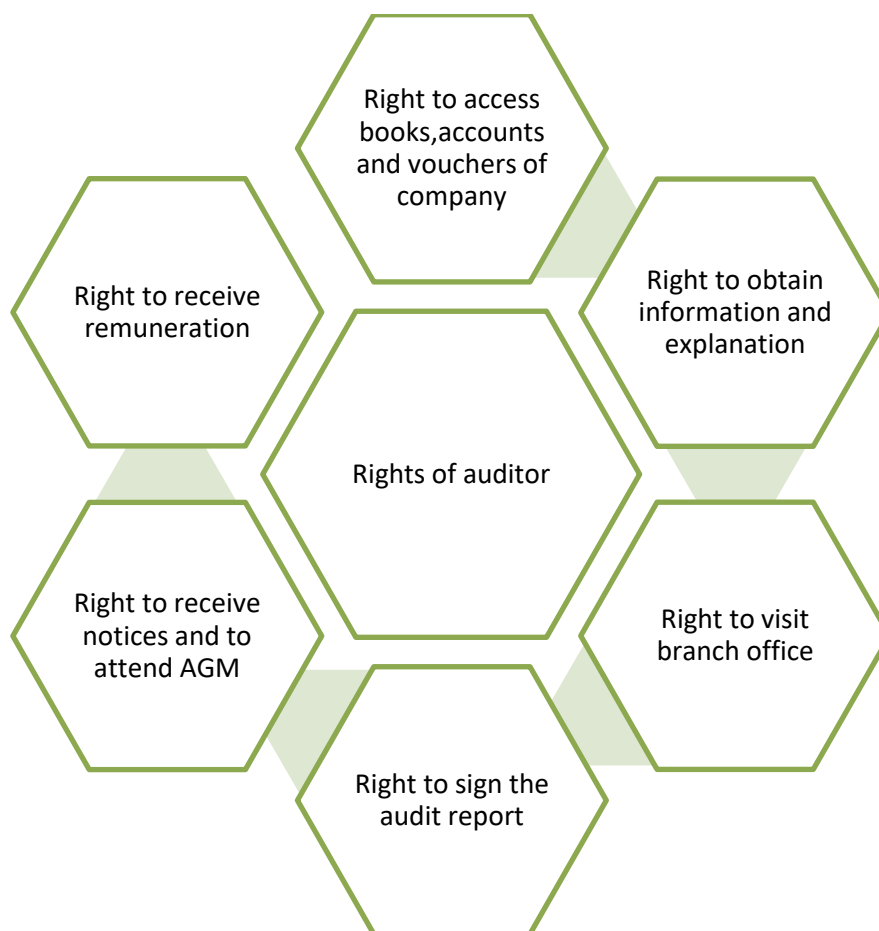 Right to access
books,accounts
and vouchers of
company
Right to obtain
information and
explanation
Right to visit
branch office
Right to sign the
audit report
Right to receive
notices and to
attend AGM
Right to receive
remuneration
Rights of auditor